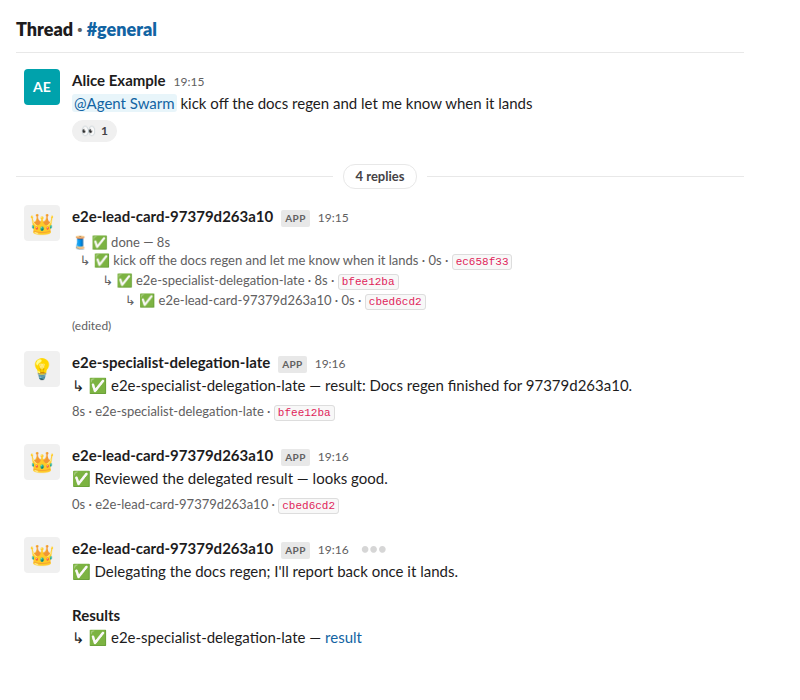 Thread • #general
AE
Alice Example 19:15
@Agent Swarm kick off the docs regen and let me know when it lands
👀 1
4 replies
e2e-lead-card-97379d263a10 APP 19:15
🧵 ✅ done — 8s
↳ ✅ kick off the docs regen and let me know when it lands · 0s · ec658f33
↳ ✅ e2e-specialist-delegation-late · 8s · bfee12ba
↳ ✅ e2e-lead-card-97379d263a10 · 0s · cbed6cd2
(edited)
e2e-specialist-delegation-late APP 19:16
↳ ✅ e2e-specialist-delegation-late — result: Docs regen finished for 97379d263a10.
8s · e2e-specialist-delegation-late · bfee12ba
e2e-lead-card-97379d263a10 APP 19:16
✅ Reviewed the delegated result — looks good.
0s · e2e-lead-card-97379d263a10 · cbed6cd2
e2e-lead-card-97379d263a10 APP 19:16
✅ Delegating the docs regen; I'll report back once it lands.
Results
↳ ✅ e2e-specialist-delegation-late — result